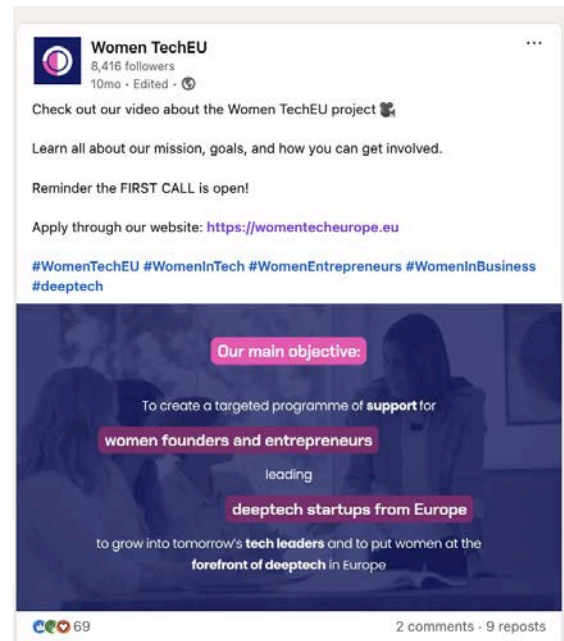 Women TechEU
...
8,416 followers
10mo • Edited •
Check out our video about the Women TechEU project
Learn all about our mission, goals, and how you can get involved.
Reminder the FIRST CALL is open!
Apply through our website: https://womentecheurope.eu
#WomenTechEU #WomenInTech #WomenEntrepreneurs #WomenInBusiness
#deeptech
Our main objective:
To create a targeted programme of support for
women founders and entrepreneurs
leading
deeptech startups from Europe
to grow into tomorrow's tech leaders and to put women at the
forefront of deeptech in Europe
69
2 comments • 9 reposts